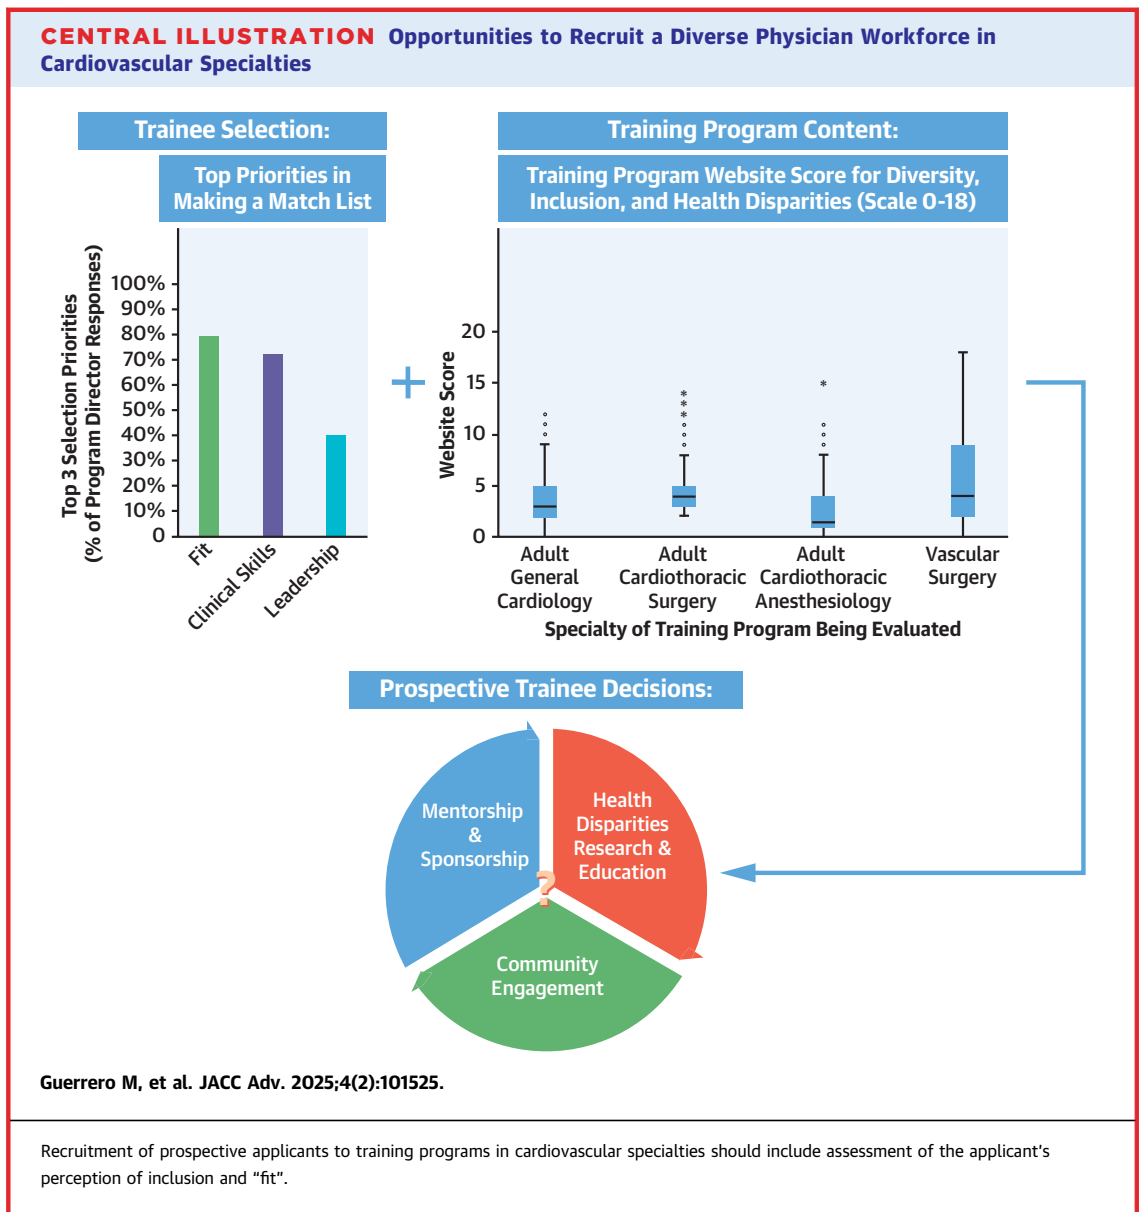 CENTRAL ILLUSTRATION Opportunities to Recruit a Diverse Physician Workforce in
Cardiovascular Specialties
Trainee Selection:
Top Priorities in
Making a Match List
Top 3 Selection Priorities
(% of Program Director Responses)
100%
90%
80%
70%
60%
50%
40%
30%
20%
10%
0
Fit
Clinical Skills
Leadership
+
Training Program Content:
Training Program Website Score for Diversity,
Inclusion, and Health Disparities (Scale 0-18)
Website Score
20
15
10
5
0
Adult
General
Cardiology
Adult
Cardiothoracic
Surgery
Adult
Cardiothoracic
Anesthesiology
Vascular
Surgery
Specialty of Training Program Being Evaluated
Prospective Trainee Decisions:
Mentorship
&
Sponsorship
Health
Disparities
Research &
Education
?
Community
Engagement
Guerrero M, et al. JACC Adv. 2025;4(2):101525.
Recruitment of prospective applicants to training programs in cardiovascular specialties should include assessment of the applicant's
perception of inclusion and “fit”.